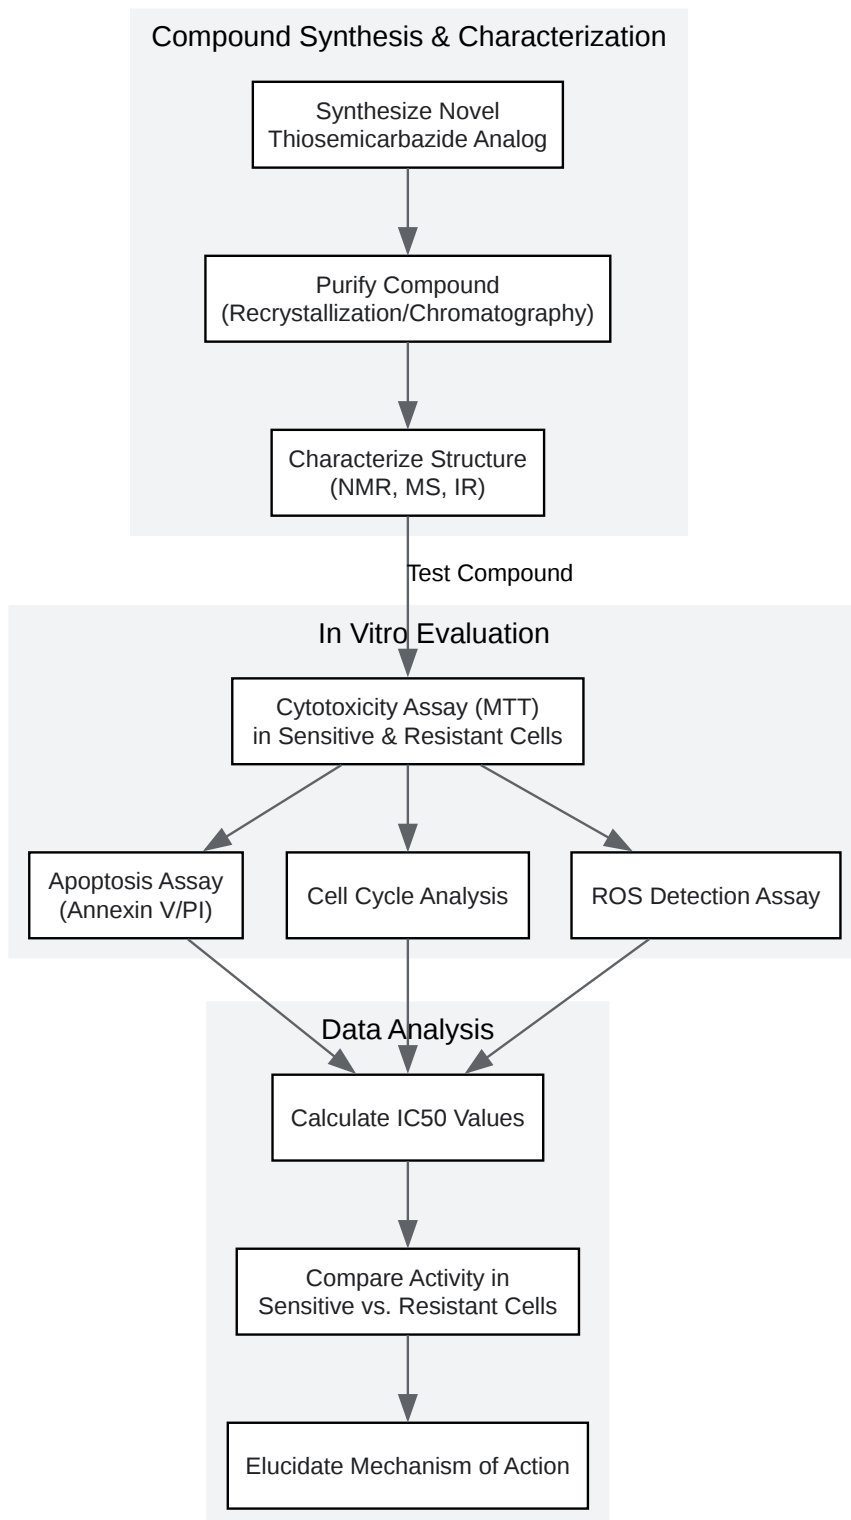 Compound Synthesis & Characterization
Synthesize Novel
Thiosemicarbazide Analog
Purify Compound
(Recrystallization/Chromatography)
Characterize Structure
(NMR, MS, IR)
Test Compound
In Vitro Evaluation
Cytotoxicity Assay (MTT)
in Sensitive & Resistant Cells
Apoptosis Assay
(Annexin V/PI)
Cell Cycle Analysis
ROS Detection Assay
Data Analysis
Calculate IC50 Values
Compare Activity in
Sensitive vs. Resistant Cells
Elucidate Mechanism of Action